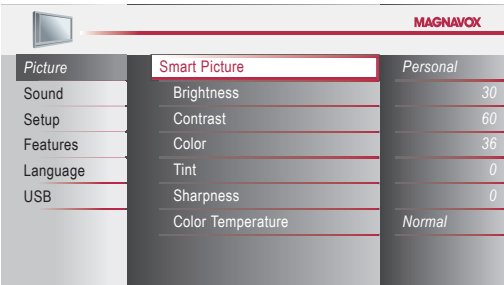 MAGNAVOX
Picture Smart Picture Personal
Sound Brightness 30
Setup Contrast 60
Features Color 36
Language Tint 0
USB Sharpness 0
Color Temperature Normal